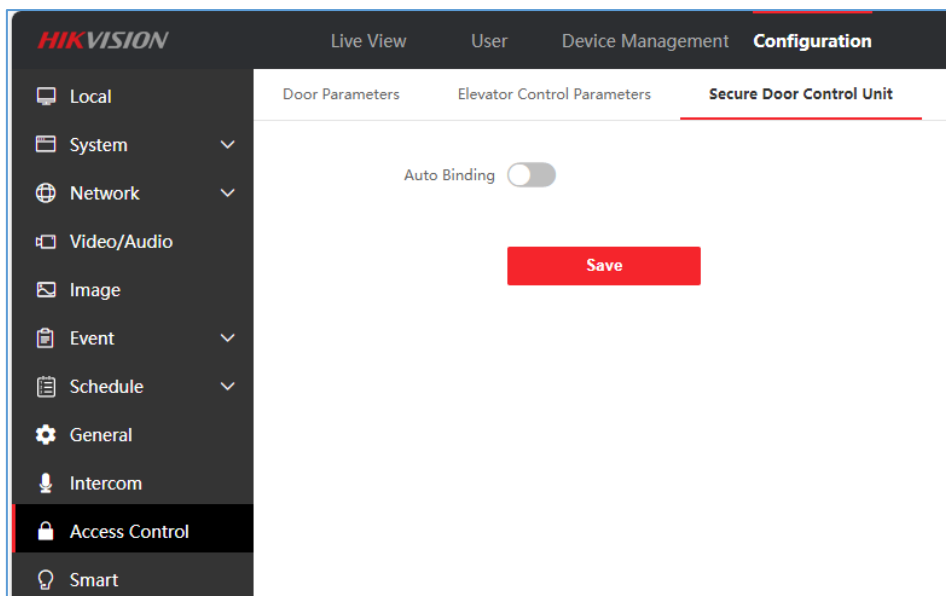 HIKVISION
Live View User Device Management Configuration
Local
System
Network
Video/Audio
Image
Event
Schedule
General
Intercom
Access Control
Smart
Door Parameters Elevator Control Parameters Secure Door Control Unit
Auto Binding
Save